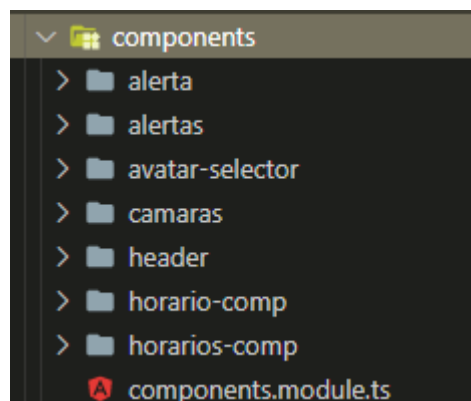 components
alerta
alertas
avatar-selector
camaras
header
horario-comp
horarios-comp
components.module.ts